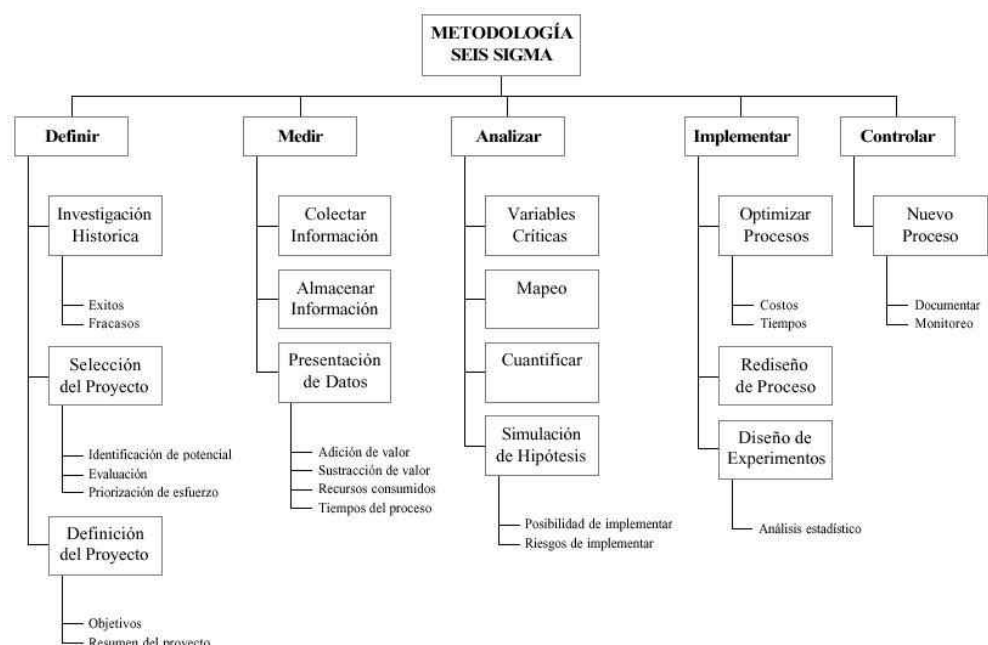 METODOLOGÍA
SEIS SIGMA
Definir
Medir
Analizar
Implementar
Controlar
Investigación
Historica
Exitos
Fracasos
Selección
del Proyecto
Identificación de potencial
Evaluación
Priorización de esfuerzo
Definición
del Proyecto
Objetivos
Resumen del proyecto
Colectar
Información
Almacenar
Información
Presentación
de Datos
Adición de valor
Sustracción de valor
Recursos consumidos
Tiempos del proceso
Variables
Críticas
Mapeo
Cuantificar
Simulación
de Hipótesis
Posibilidad de implementar
Riesgos de implementar
Optimizar
Procesos
Costos
Tiempos
Rediseño
de Proceso
Diseño de
Experimentos
Análisis estadístico
Nuevo
Proceso
Documentar
Monitoreo